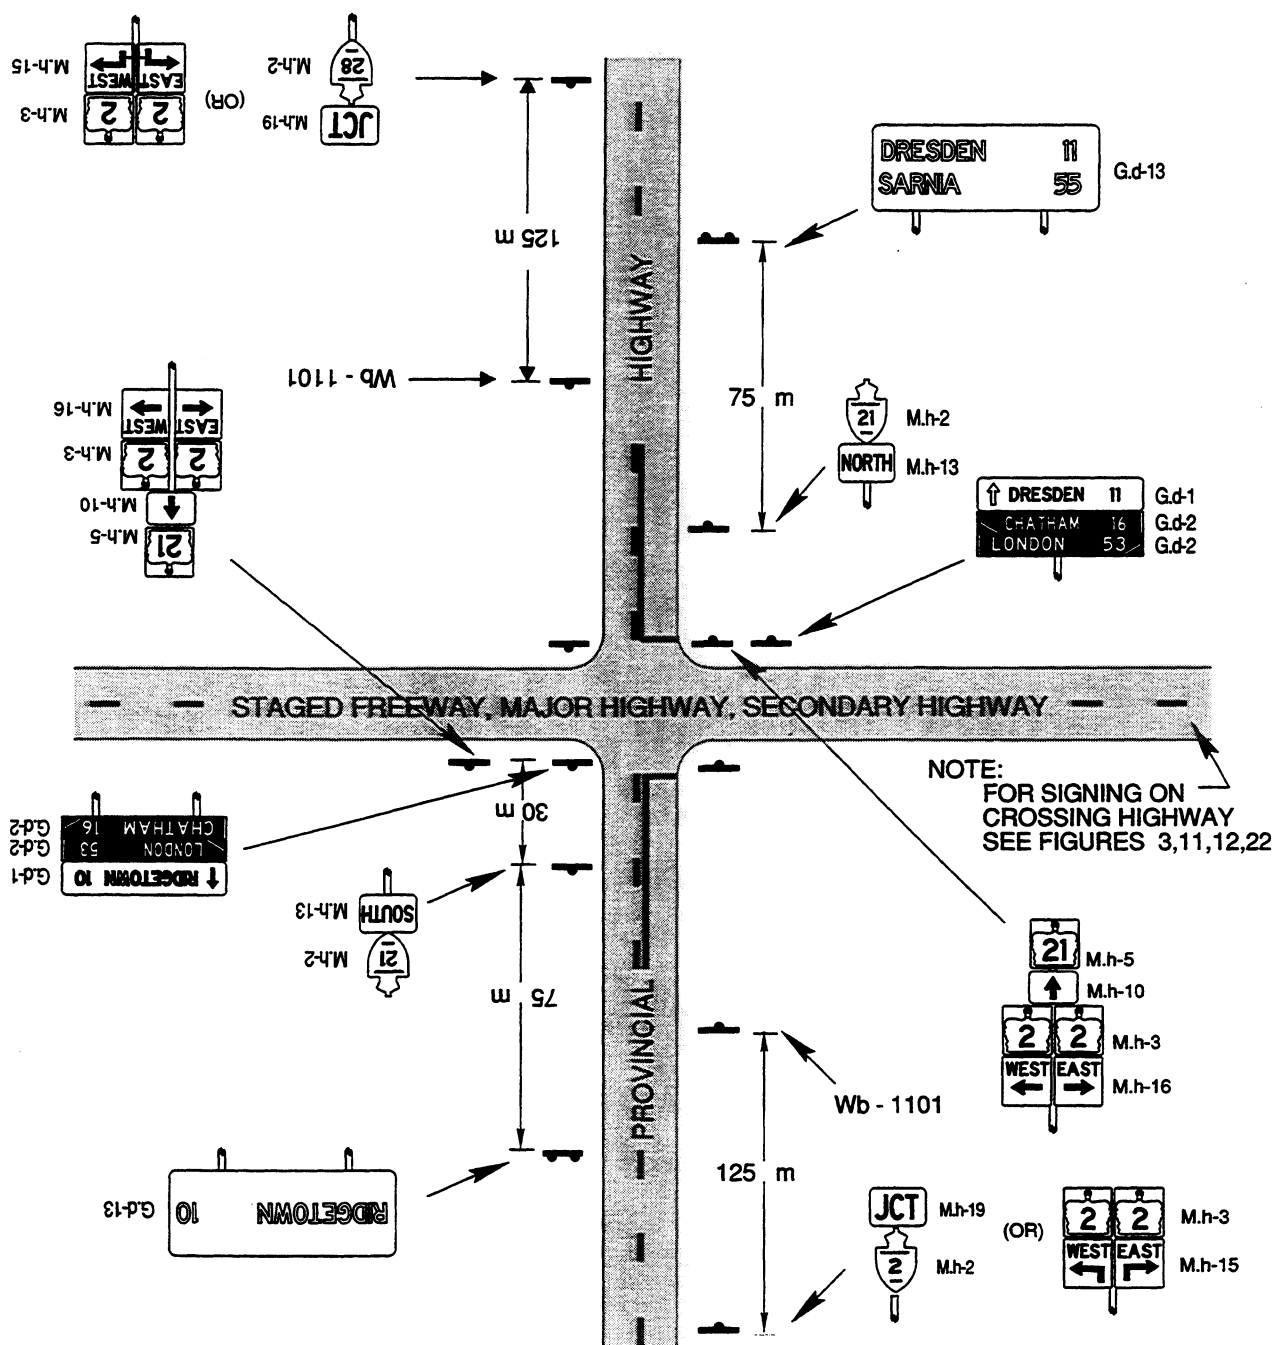 M.h-15
WEST EAST
M.h-3
2 2
(OR)
M.h-2
28
M.h-19
JCT
125 m
Wb - 1101
DRESDEN 11
SARNIA 55
G.d-13
HIGHWAY
75 m
M.h-16
WEST EAST
M.h-3
2 2
M.h-10
M.h-5
21
21
M.h-2
NORTH
M.h-13
DRESDEN 11
G.d-1
CHATHAM 16
G.d-2
LONDON 53
G.d-2
STAGED FREEWAY, MAJOR HIGHWAY, SECONDARY HIGHWAY
NOTE:
FOR SIGNING ON
CROSSING HIGHWAY
SEE FIGURES 3,11,12,22
30 m
G.d-2
CHATHAM 16
G.d-2
LONDON 53
G.d-1
RIDGETOWN 10
M.h-13
SOUTH
M.h-2
21
75 m
PROVINCIAL
21
M.h-5
M.h-10
2 2
M.h-3
WEST EAST
M.h-16
Wb - 1101
125 m
G.d-13
RIDGETOWN 10
JCT
M.h-19
2
M.h-2
(OR)
2 2
M.h-3
WEST EAST
M.h-15